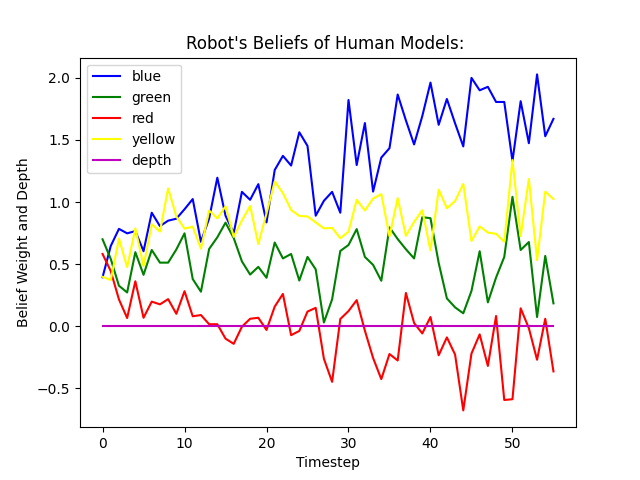 Robot's Beliefs of Human Models:
blue
green
red
yellow
depth
Belief Weight and Depth
2.0
1.5
1.0
0.5
0.0
−0.5
0
10
20
30
40
50
Timestep